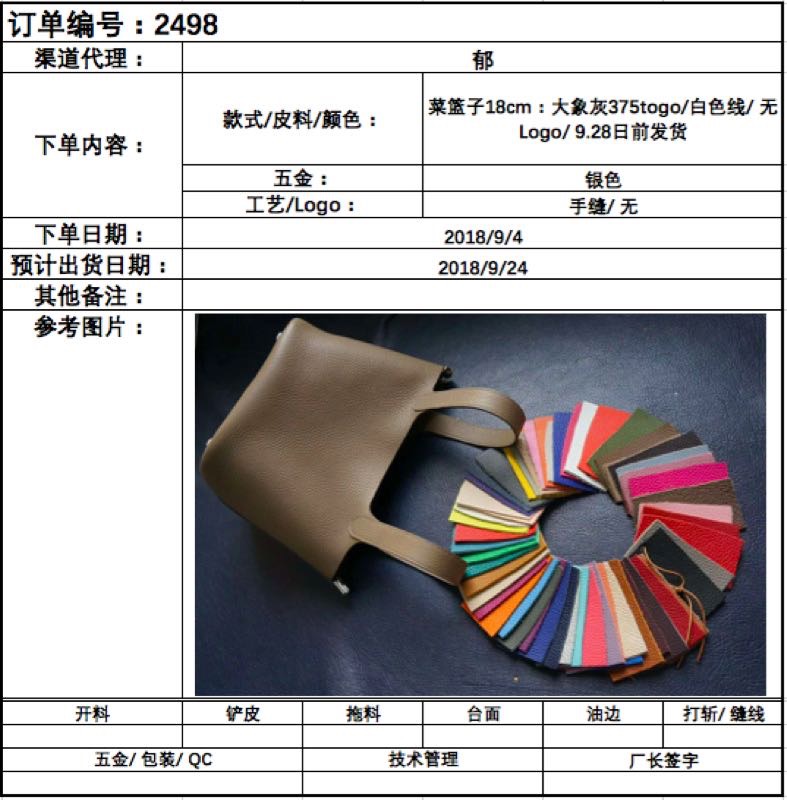 订单编号：2498
渠道代理：
郁
下单内容：
款式/皮料/颜色：
菜篮子18cm：大象灰375togo/白色线/ 无
Logo/ 9.28日前发货
五金：
银色
工艺/Logo：
手缝/ 无
下单日期：
2018/9/4
预计出货日期：
2018/9/24
其他备注：
参考图片：
开料
铲皮
拖料
台面
油边
打斩/ 缝线
五金/ 包装/ QC
技术管理
厂长签字